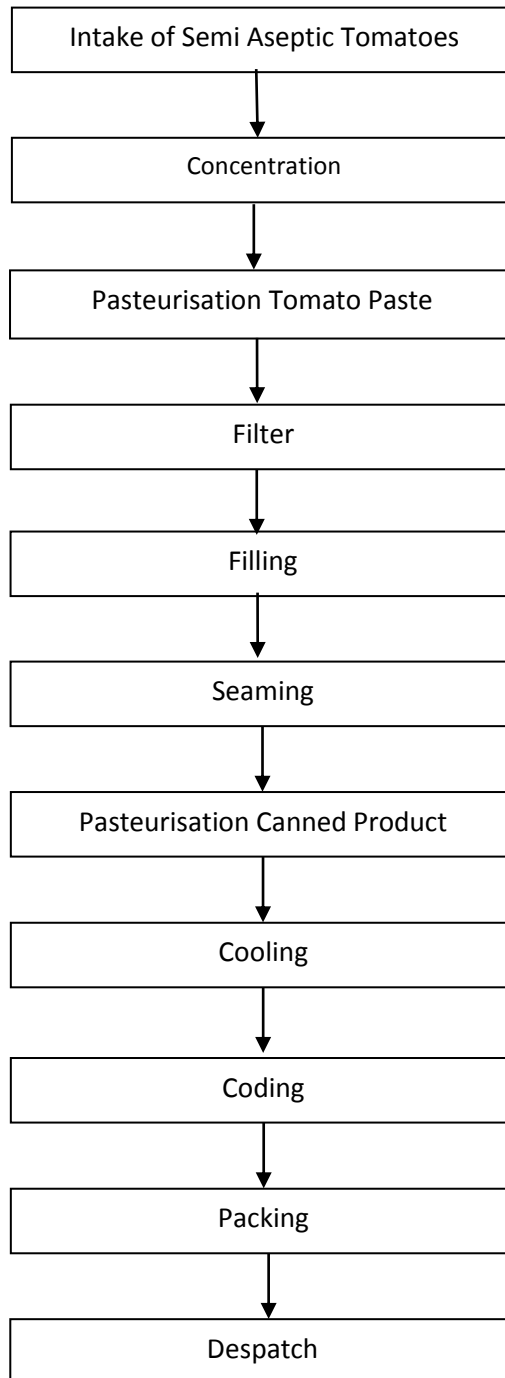 Intake of Semi Aseptic Tomatoes
Concentration
Pasteurisation Tomato Paste
Filter
Filling
Seaming
Pasteurisation Canned Product
Cooling
Coding
Packing
Despatch